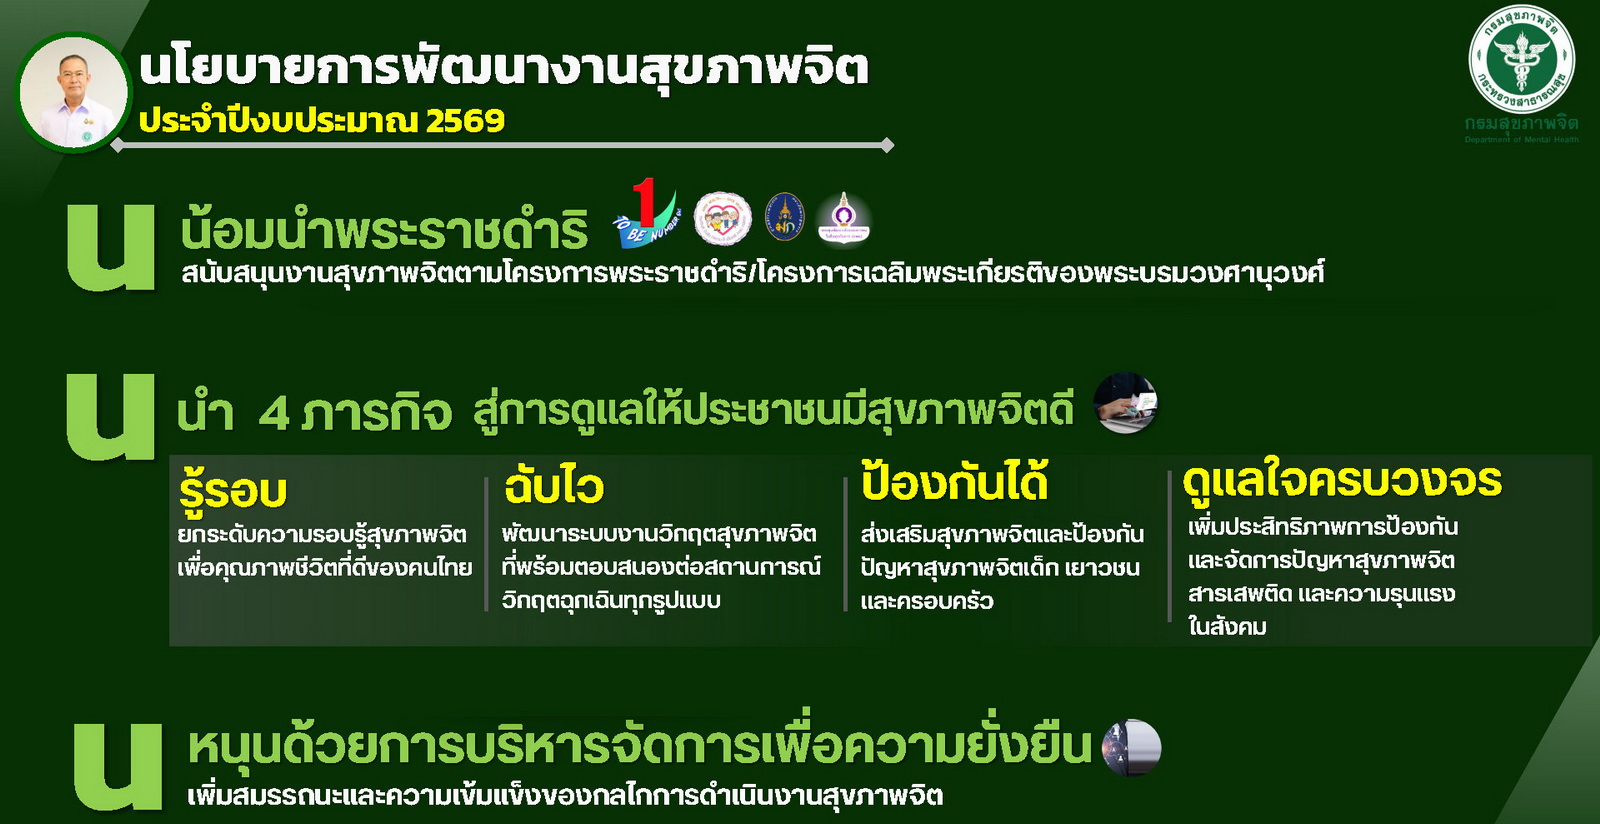 นโยบายการพัฒนางานสุขภาพจิต
ประจำปีงบประมาณ 2569
กรมสุขภาพจิต
กระทรวงสาธารณสุข
กรมสุขภาพจิต
Department of Mental Health
น น้อมนำพระราชดำริ
TO BE NUMBER 1
สนับสนุนงานสุขภาพจิตตามโครงการพระราชดำริ/โครงการเฉลิมพระเกียรติของพระบรมวงศานุวงศ์
น นำ 4 ภารกิจ สู่การดูแลให้ประชาชนมีสุขภาพจิตดี
รู้รอบ
ยกระดับความรอบรู้สุขภาพจิต
เพื่อคุณภาพชีวิตที่ดีของคนไทย
ฉับไว
พัฒนาระบบงานวิกฤตสุขภาพจิต
ที่พร้อมตอบสนองต่อสถานการณ์
วิกฤตฉุกเฉินทุกรูปแบบ
ป้องกันได้
ส่งเสริมสุขภาพจิตและป้องกัน
ปัญหาสุขภาพจิตเด็ก เยาวชน
และครอบครัว
ดูแลใจครบวงจร
เพิ่มประสิทธิภาพการป้องกัน
และจัดการปัญหาสุขภาพจิต
สารเสพติด และความรุนแรง
ในสังคม
น หนุนด้วยการบริหารจัดการเพื่อความยั่งยืน
เพิ่มสมรรถนะและความเข้มแข็งของกลไกการดำเนินงานสุขภาพจิต